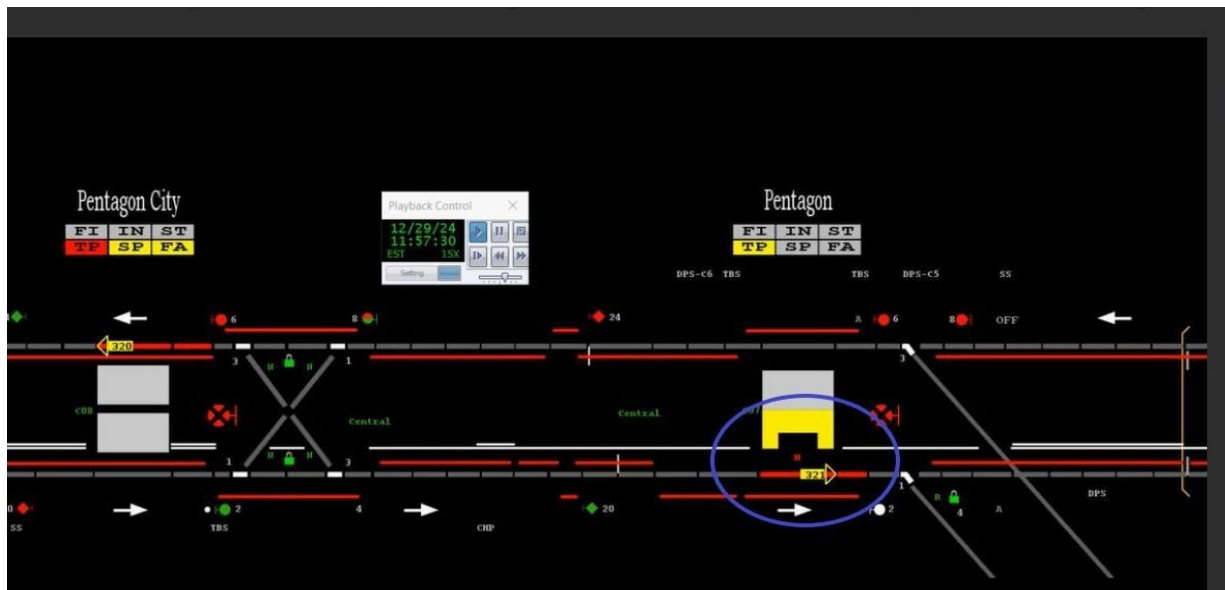 Pentagon City
FI IN ST
TP SP FA
Playback Control
12/29/24
11:57:30
EST 15X
Setting
Pentagon
FI IN ST
TP SP FA
DPS-C6 TBS TBS DPS-C5 SS
6 8 24 A 6 8 OFF
320
3 H H 1 3
C08
Central
Central
H
1 H H 3
321
1
R
20
2 4 2 4 A DPS
SS TBS CHP